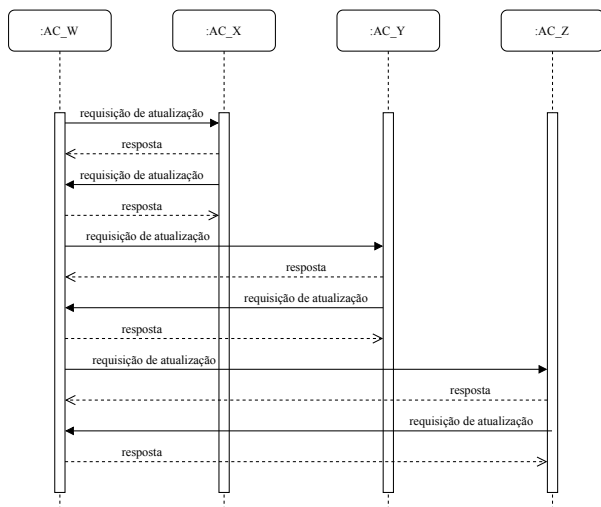 :AC_W
:AC_X
:AC_Y
:AC_Z
requisição de atualização
resposta
requisição de atualização
resposta
requisição de atualização
resposta
requisição de atualização
resposta
requisição de atualização
resposta
requisição de atualização
resposta